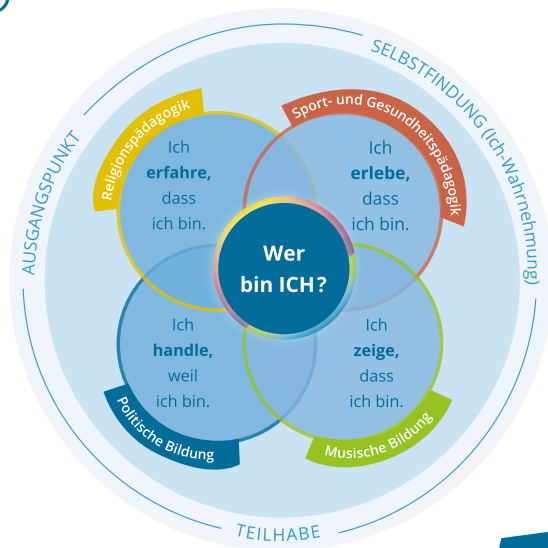 AUSGANGSPUNKT
SELBSTFINDUNG (Ich-Wahrnehmung)
Religionspädagogik
Sport- und Gesundheitspädagogik
Ich
erfahre,
dass
ich bin.
Ich
erlebe,
dass
ich bin.
Wer
bin ICH?
Ich
handle,
weil
ich bin.
Ich
zeige,
dass
ich bin.
Politische Bildung
Musische Bildung
TEILHABE